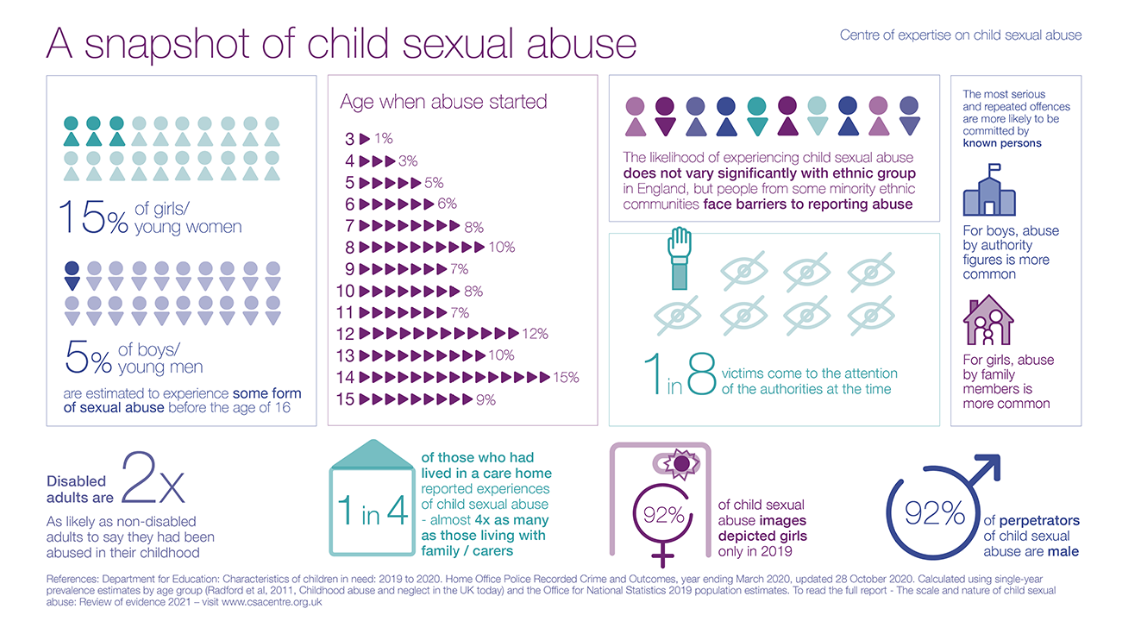 A snapshot of child sexual abuse
Centre of expertise on child sexual abuse
15% of girls/
young women
5% of boys/
young men
are estimated to experience some form
of sexual abuse before the age of 16
Age when abuse started
3 1%
4 3%
5 5%
6 6%
7 8%
8 10%
9 7%
10 8%
11 7%
12 12%
13 10%
14 15%
15 9%
The likelihood of experiencing child sexual abuse
does not vary significantly with ethnic group
in England, but people from some minority ethnic
communities face barriers to reporting abuse
1 in 8 victims come to the attention
of the authorities at the time
The most serious
and repeated offences
are more likely to be
committed by
known persons
For boys, abuse
by authority
figures is more
common
For girls, abuse
by family
members is
more common
Disabled
adults are 2x
As likely as non-disabled
adults to say they had been
abused in their childhood
1 in 4
of those who had
lived in a care home
reported experiences
of child sexual abuse
- almost 4x as many
as those living with
family / carers
92%
of child sexual
abuse images
depicted girls
only in 2019
92%
of perpetrators
of child sexual
abuse are male
References: Department for Education: Characteristics of children in need: 2019 to 2020. Home Office Police Recorded Crime and Outcomes, year ending March 2020, updated 28 October 2020. Calculated using single-year
prevalence estimates by age group (Radford et al, 2011, Childhood abuse and neglect in the UK today) and the Office for National Statistics 2019 population estimates. To read the full report - The scale and nature of child sexual
abuse: Review of evidence 2021 – visit www.csacentre.org.uk